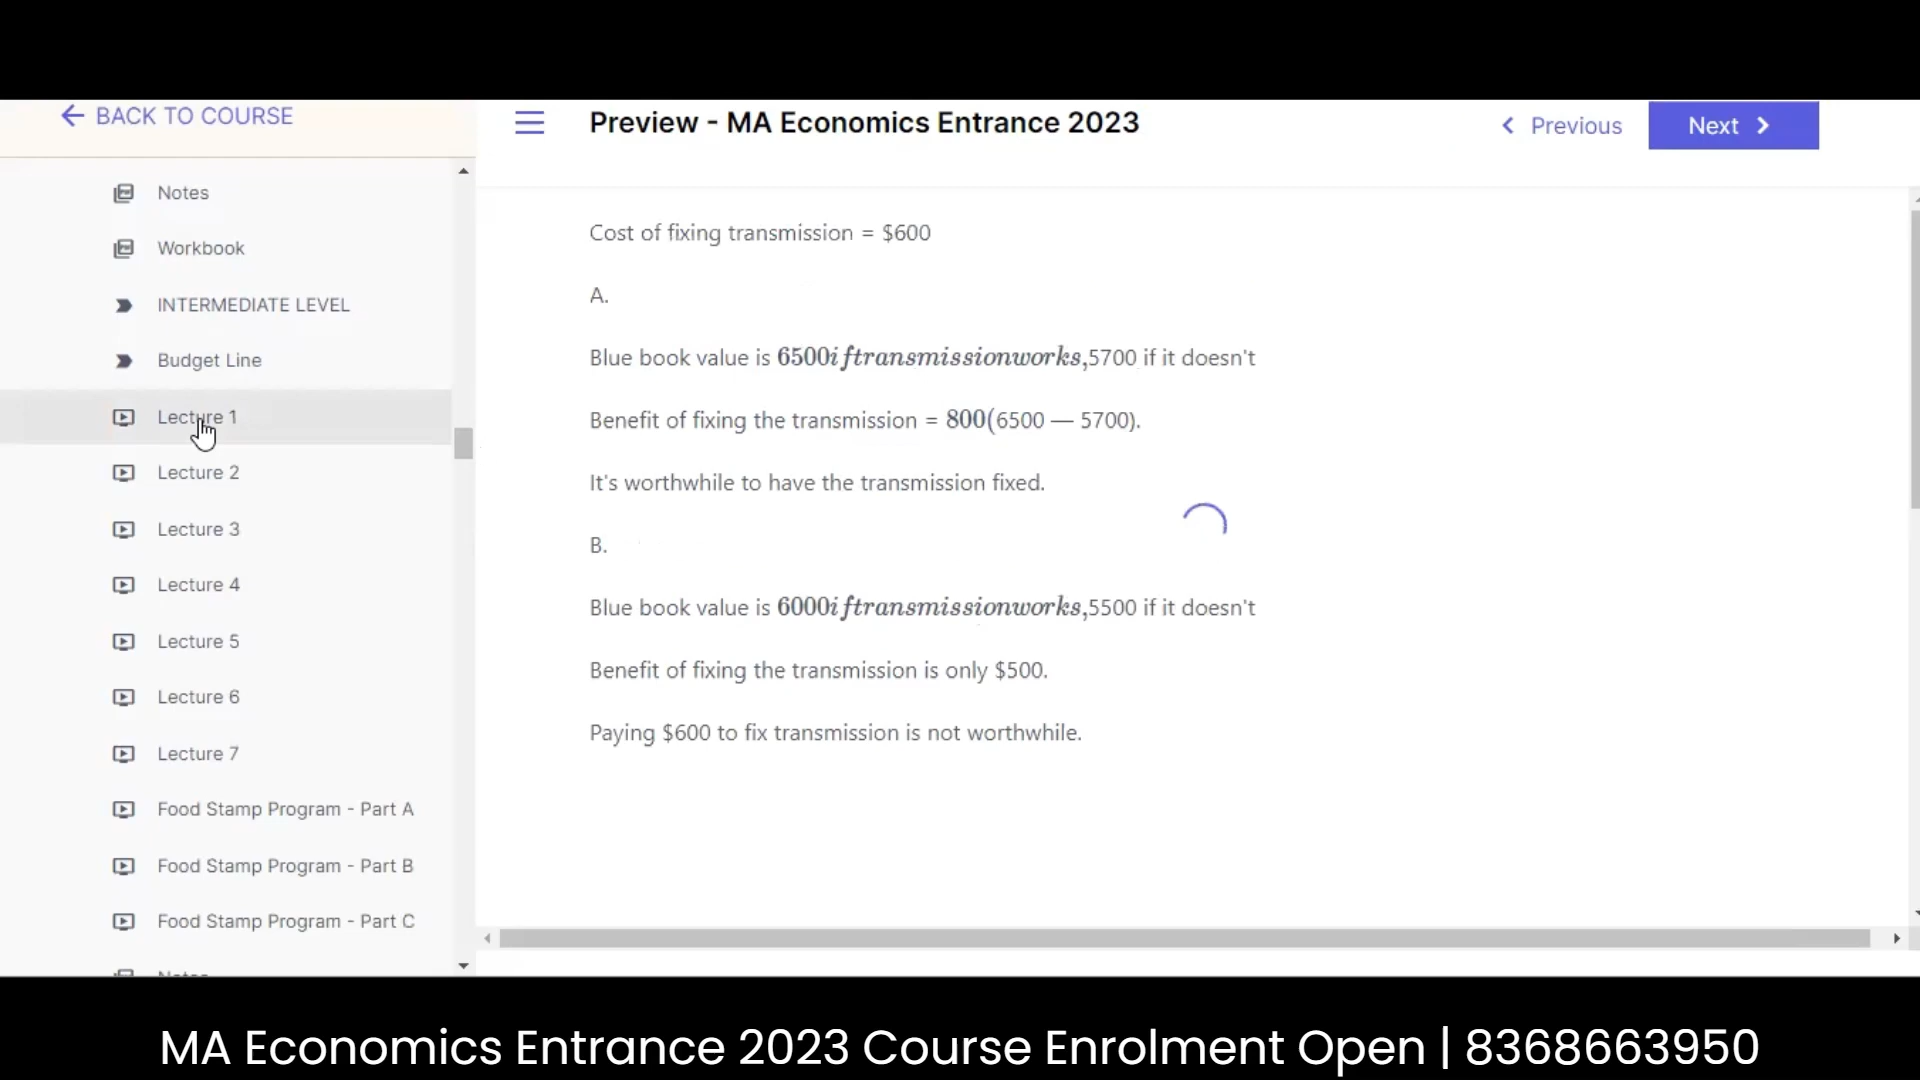 BACK TO COURSE
Preview - MA Economics Entrance 2023
Previous
Next
Notes
Workbook
INTERMEDIATE LEVEL
Budget Line
Lecture 1
Lecture 2
Lecture 3
Lecture 4
Lecture 5
Lecture 6
Lecture 7
Food Stamp Program - Part A
Food Stamp Program - Part B
Food Stamp Program - Part C
Notes
Cost of fixing transmission = $600
A.
Blue book value is 6500iftransmissionworks,5700 if it doesn't
Benefit of fixing the transmission = 800(6500 — 5700).
It's worthwhile to have the transmission fixed.
B.
Blue book value is 6000iftransmissionworks,5500 if it doesn't
Benefit of fixing the transmission is only $500.
Paying $600 to fix transmission is not worthwhile.
MA Economics Entrance 2023 Course Enrolment Open | 8368663950